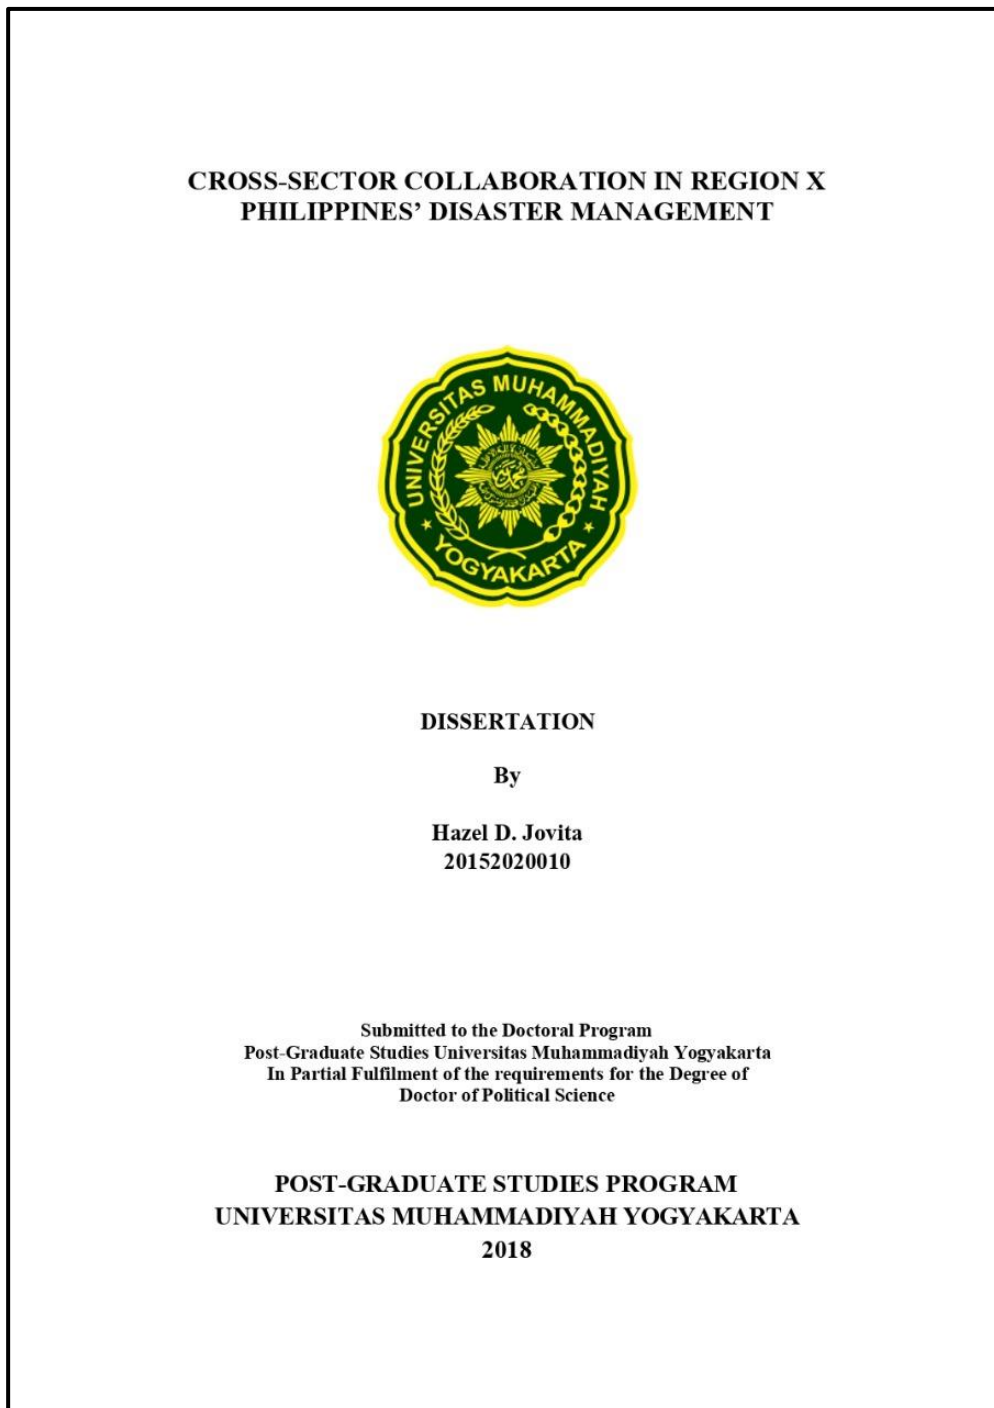 CROSS-SECTOR COLLABORATION IN REGION X
PHILIPPINES’ DISASTER MANAGEMENT
UNIVERSITAS MUHAMMADIYAH
YOGYAKARTA
DISSERTATION
By
Hazel D. Jovita
20152020010
Submitted to the Doctoral Program
Post-Graduate Studies Universitas Muhammadiyah Yogyakarta
In Partial Fulfilment of the requirements for the Degree of
Doctor of Political Science
POST-GRADUATE STUDIES PROGRAM
UNIVERSITAS MUHAMMADIYAH YOGYAKARTA
2018